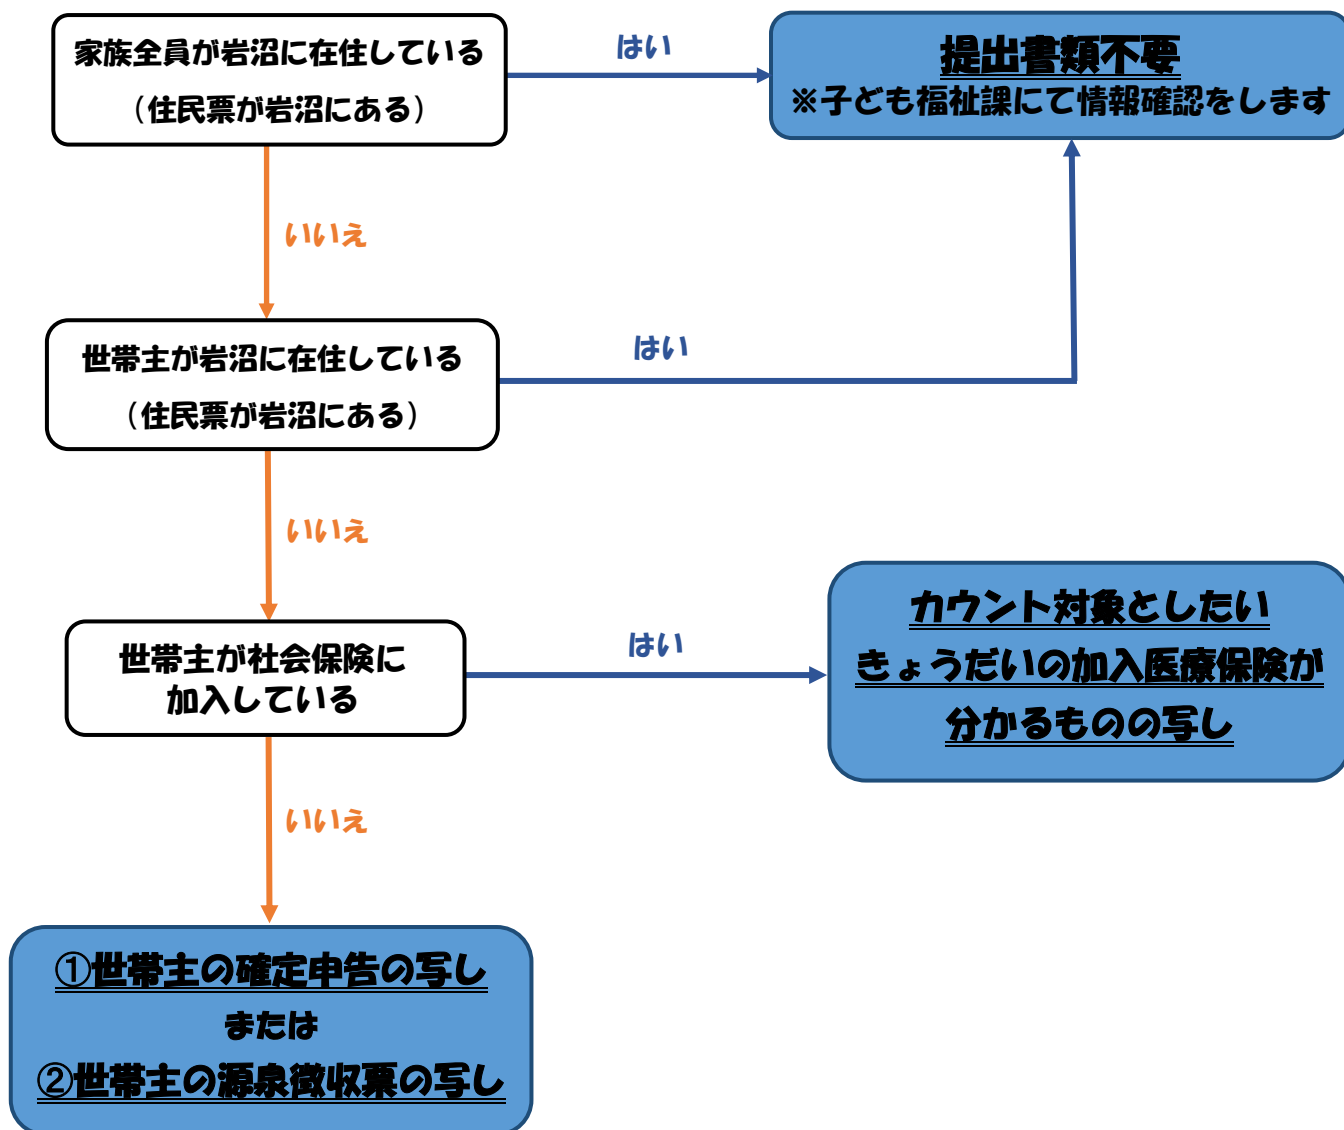 家族全員が岩沼に在住している
（住民票が岩沼にある）
はい
提出書類不要
※子ども福祉課にて情報確認をします
いいえ
世帯主が岩沼に在住している
（住民票が岩沼にある）
はい
いいえ
世帯主が社会保険に
加入している
はい
カウント対象としたい
きょうだいの加入医療保険が
分かるものの写し
いいえ
①世帯主の確定申告の写し
または
②世帯主の源泉徴収票の写し